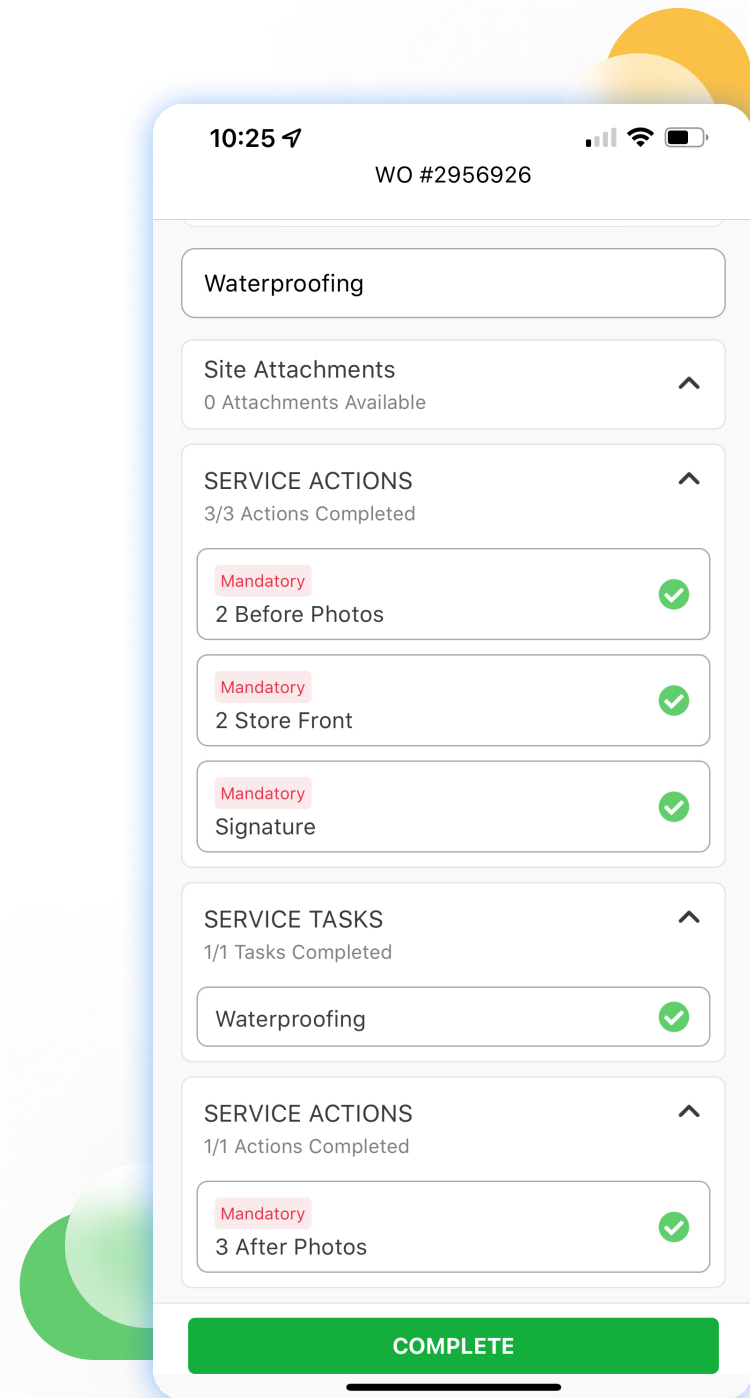 10:25
WO #2956926
Waterproofing
Site Attachments
0 Attachments Available
SERVICE ACTIONS
3/3 Actions Completed
Mandatory
2 Before Photos
Mandatory
2 Store Front
Mandatory
Signature
SERVICE TASKS
1/1 Tasks Completed
Waterproofing
SERVICE ACTIONS
1/1 Actions Completed
Mandatory
3 After Photos
COMPLETE